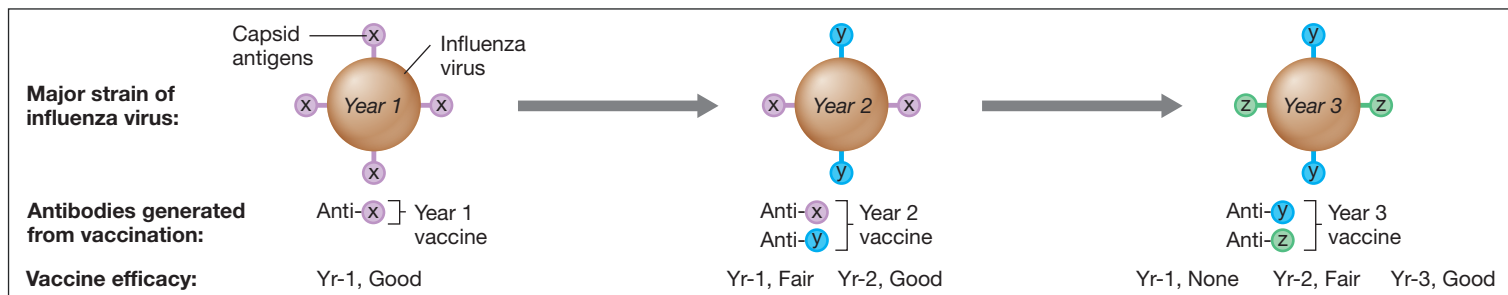 Capsid
antigens
Influenza
virus
x
x
Year 1
x
x
y
x
Year 2
x
y
y
z
Year 3
z
y
Major strain of
influenza virus:
Antibodies generated
from vaccination:
Anti-x
Year 1
vaccine
Anti-x
Anti-y
Year 2
vaccine
Anti-y
Anti-z
Year 3
vaccine
Vaccine efficacy:
Yr-1, Good
Yr-1, Fair Yr-2, Good
Yr-1, None Yr-2, Fair Yr-3, Good